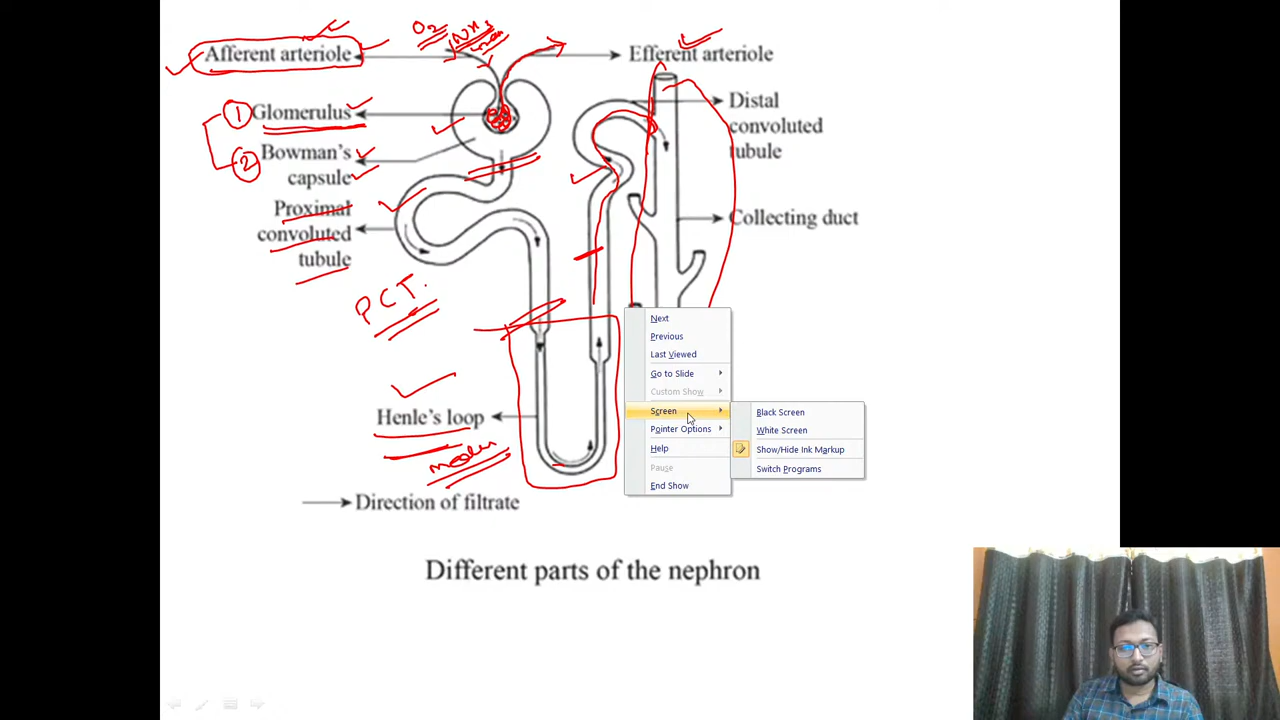 O2
NH3
urea
Afferent arteriole
Efferent arteriole
1
Glomerulus
2
Bowman's
capsule
Distal
convoluted
tubule
Proximal
convoluted
tubule
Collecting duct
PCT.
Henle's loop
Direction of filtrate
Different parts of the nephron
Next
Previous
Last Viewed
Go to Slide
Custom Show
Screen
Pointer Options
Help
Pause
End Show
Black Screen
White Screen
Show/Hide Ink Markup
Switch Programs